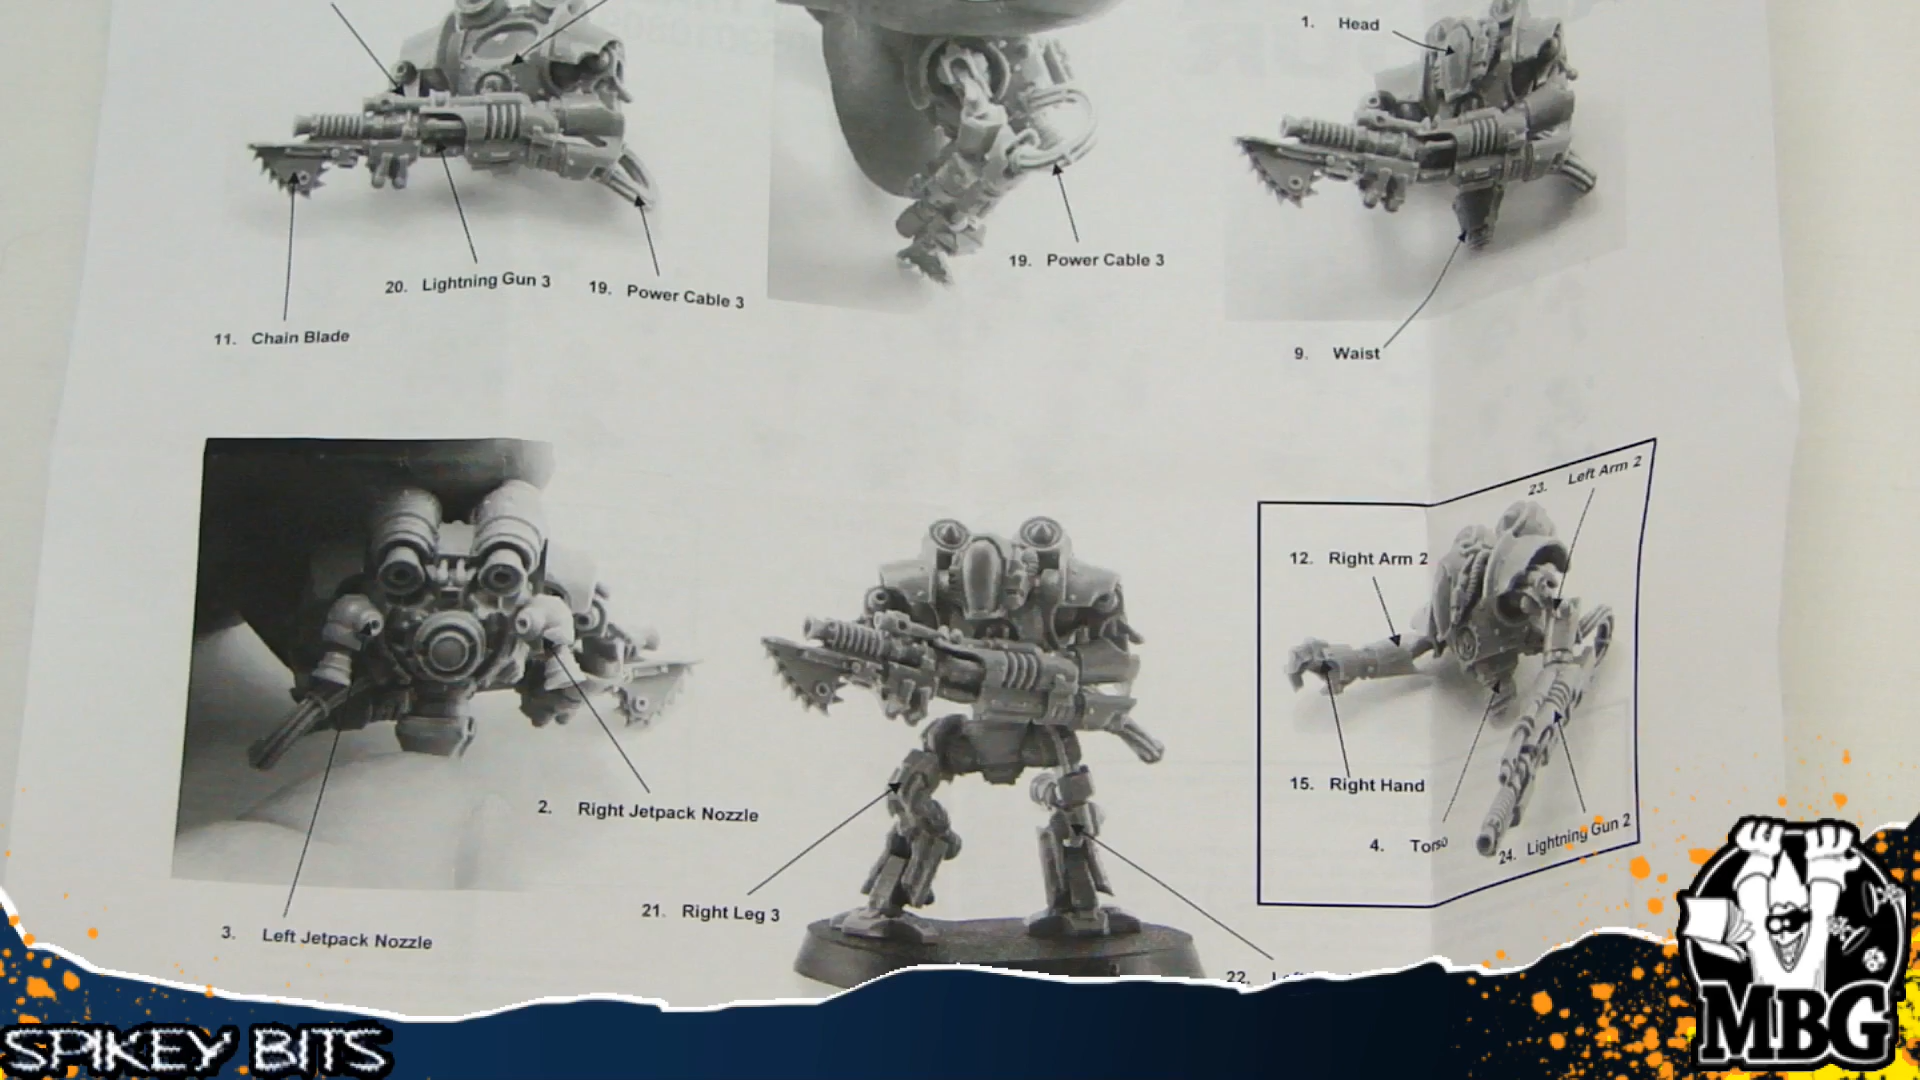 1. Head
20. Lightning Gun 3
19. Power Cable 3
19. Power Cable 3
11. Chain Blade
9. Waist
23. Left Arm 2
12. Right Arm 2
15. Right Hand
2. Right Jetpack Nozzle
4. Torso
24. Lightning Gun 2
21. Right Leg 3
3. Left Jetpack Nozzle
22.
SPIKEY BITS
MBG